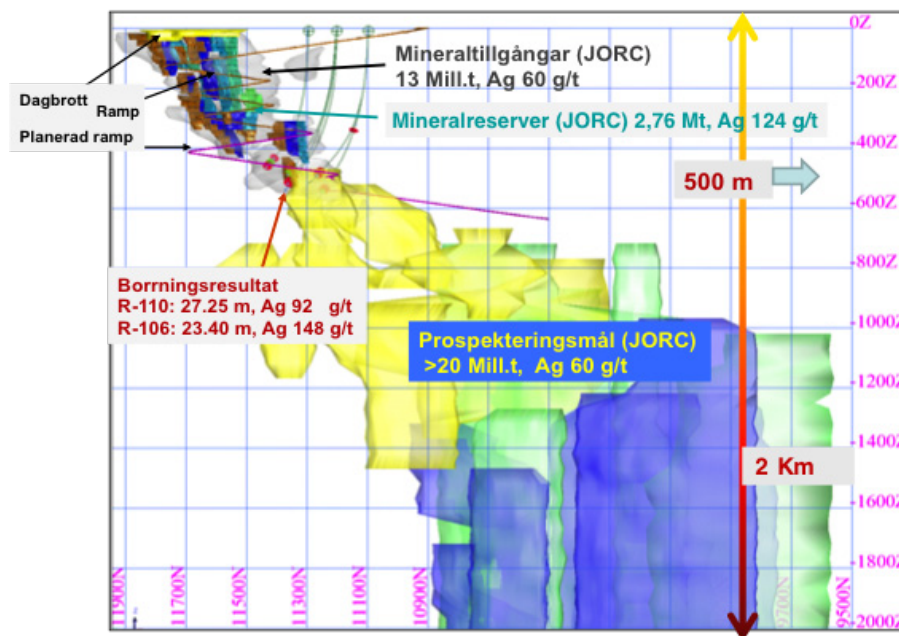 0Z
Mineraltillgångar (JORC)
13 Mill.t, Ag 60 g/t
-200Z
Dagbrott
Ramp
Mineralreserver (JORC) 2,76 Mt, Ag 124 g/t
Planerad ramp
-400Z
500 m
-600Z
-800Z
Borrningsresultat
R-110: 27.25 m, Ag 92 g/t
R-106: 23.40 m, Ag 148 g/t
-1000Z
Prospekteringsmål (JORC)
>20 Mill.t, Ag 60 g/t
-1200Z
-1400Z
2 Km
-1600Z
-1800Z
-2000Z
11900N
11700N
11500N
11300N
11100N
10900N
9700N
9500N